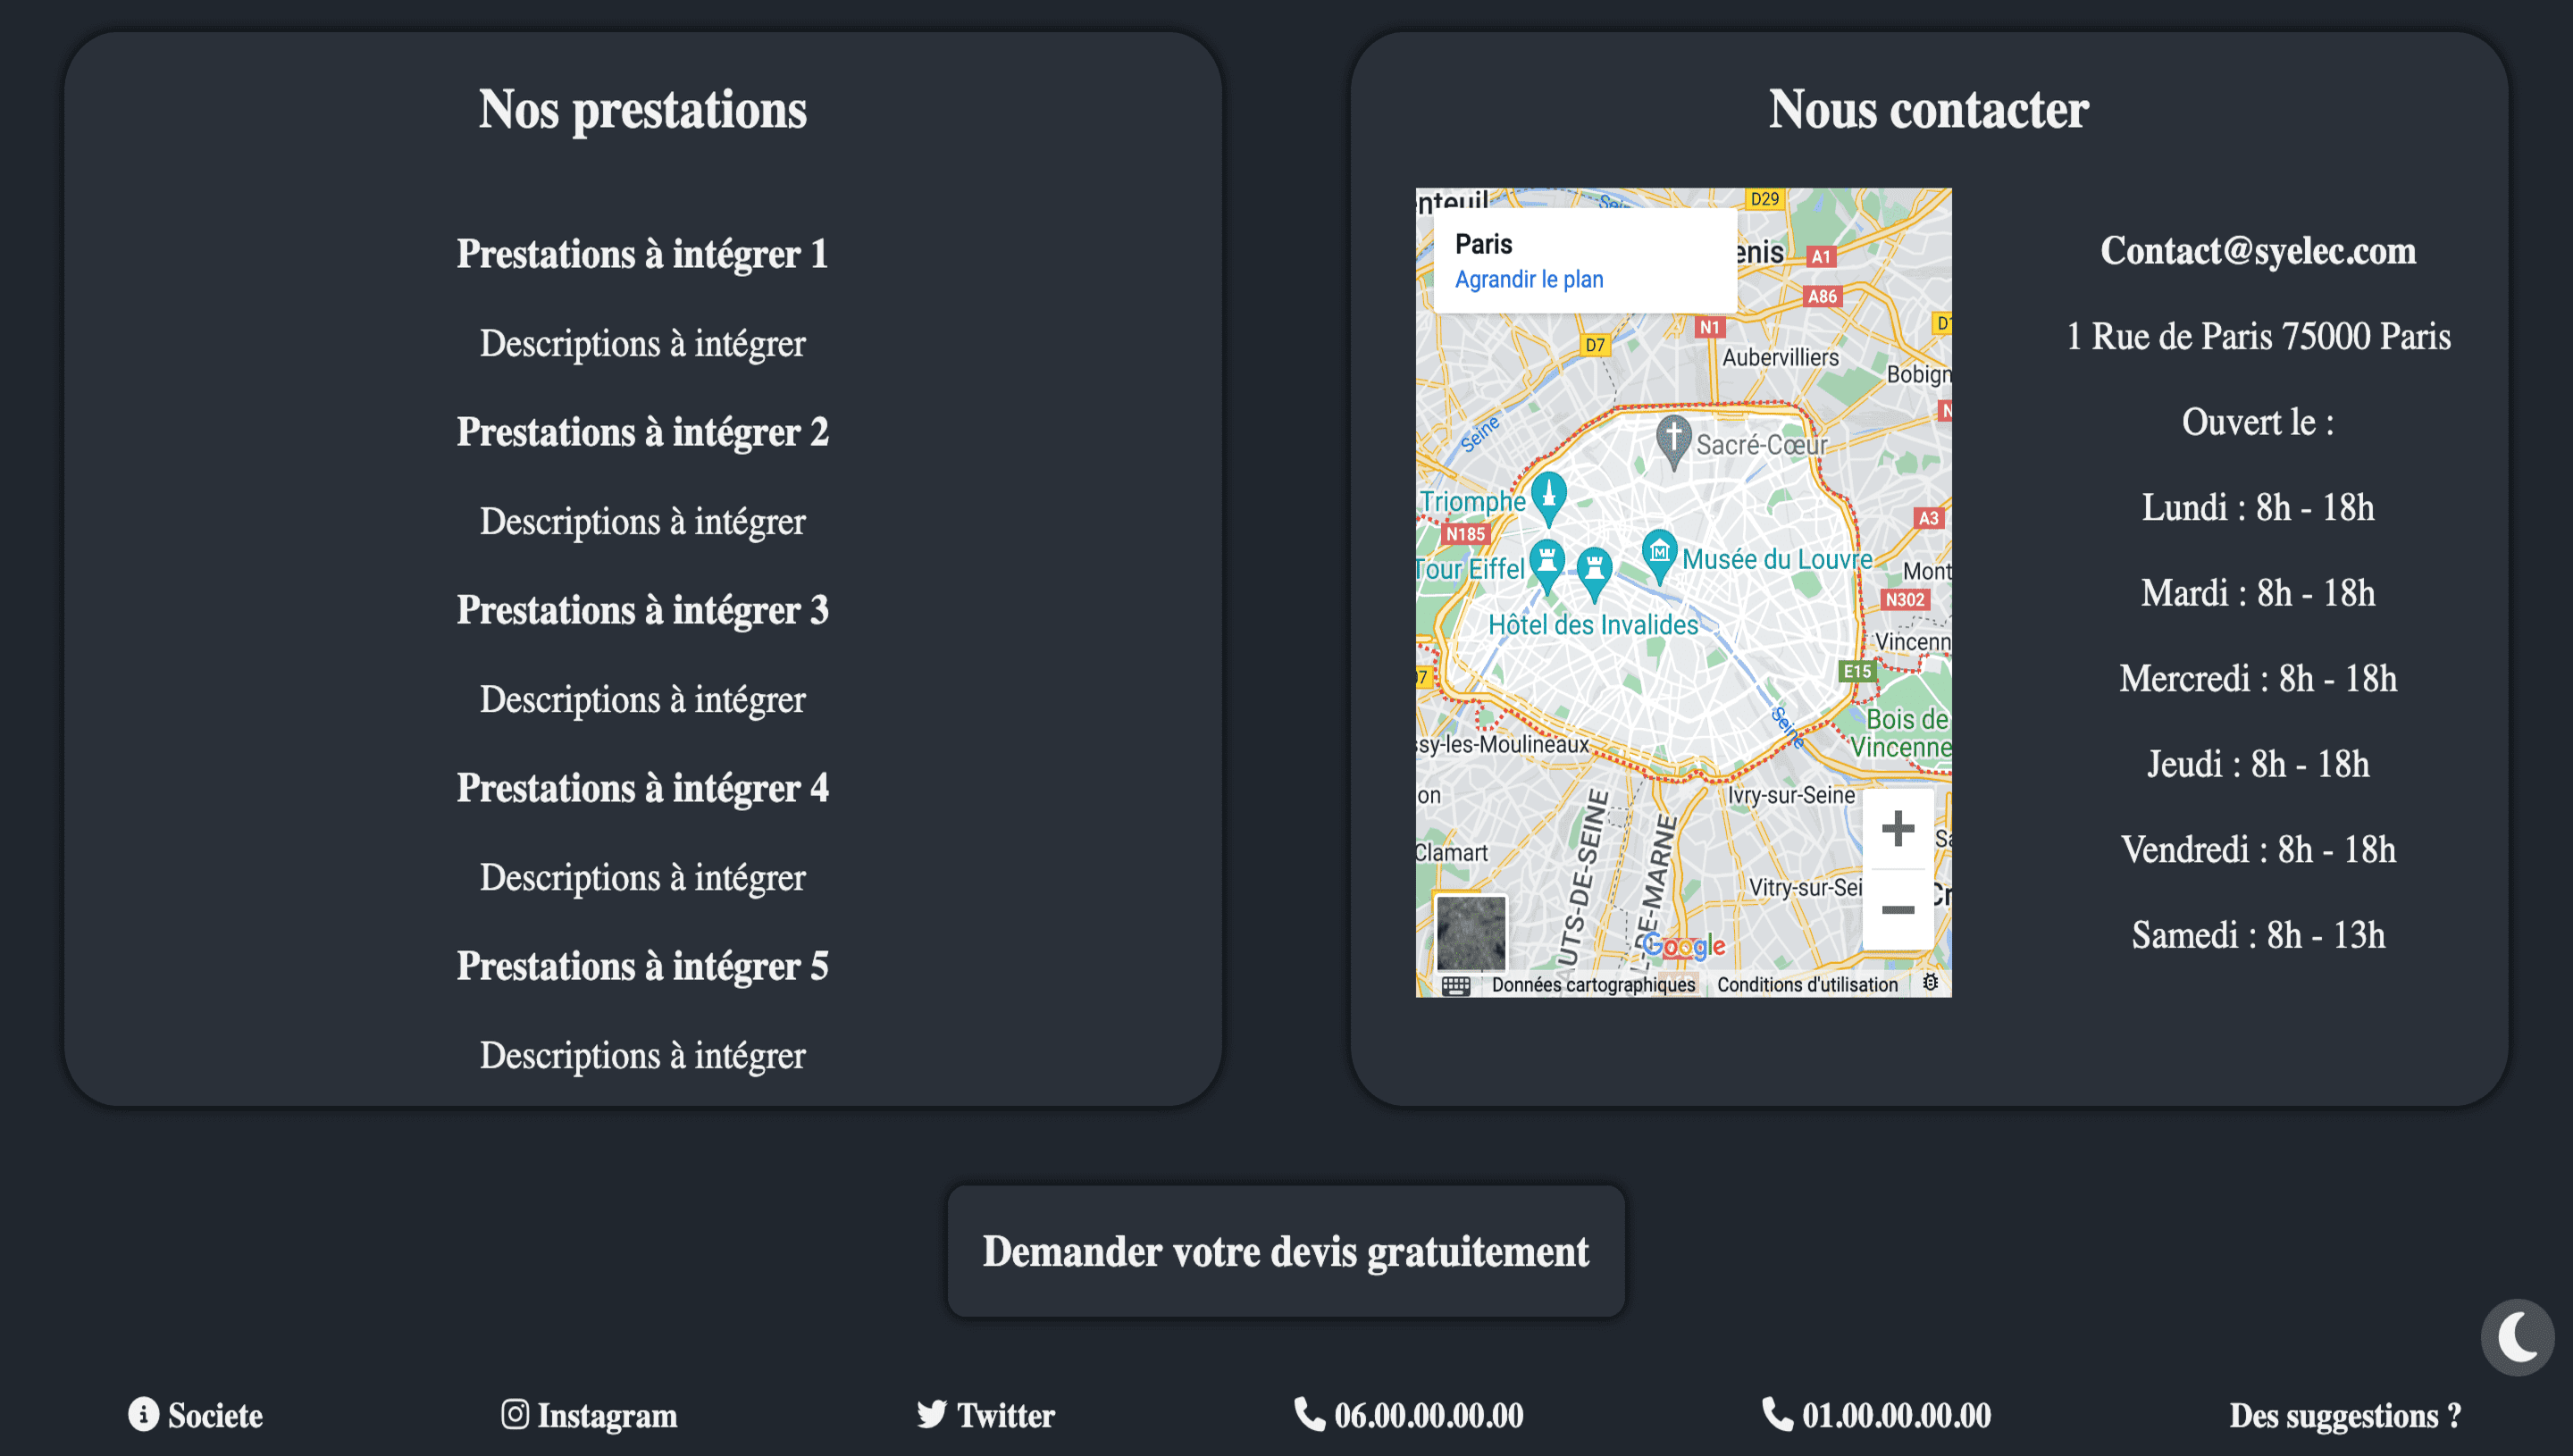 Nos prestations
Prestations à intégrer 1
Descriptions à intégrer
Prestations à intégrer 2
Descriptions à intégrer
Prestations à intégrer 3
Descriptions à intégrer
Prestations à intégrer 4
Descriptions à intégrer
Prestations à intégrer 5
Descriptions à intégrer
Nous contacter
nteuil
D29
Paris
Agrandir le plan
enis
A1
A86
N1
D7
Aubervilliers
Bobign
Seine
Sacré-Cœur
Triomphe
N185
A3
Tour Eiffel
Musée du Louvre
Mont
N302
Hôtel des Invalides
Vincenn
E15
Bois de
Vincenne
Seine
ssy-les-Moulineaux
on
Ivry-sur-Seine
Clamart
AUTS-DE-SEINE
L-DE-MARNE
Vitry-sur-Sei
Google
Données cartographiques
Conditions d'utilisation
Contact@syelec.com
1 Rue de Paris 75000 Paris
Ouvert le :
Lundi : 8h - 18h
Mardi : 8h - 18h
Mercredi : 8h - 18h
Jeudi : 8h - 18h
Vendredi : 8h - 18h
Samedi : 8h - 13h
Demander votre devis gratuitement
Societe
Instagram
Twitter
06.00.00.00.00
01.00.00.00.00
Des suggestions ?